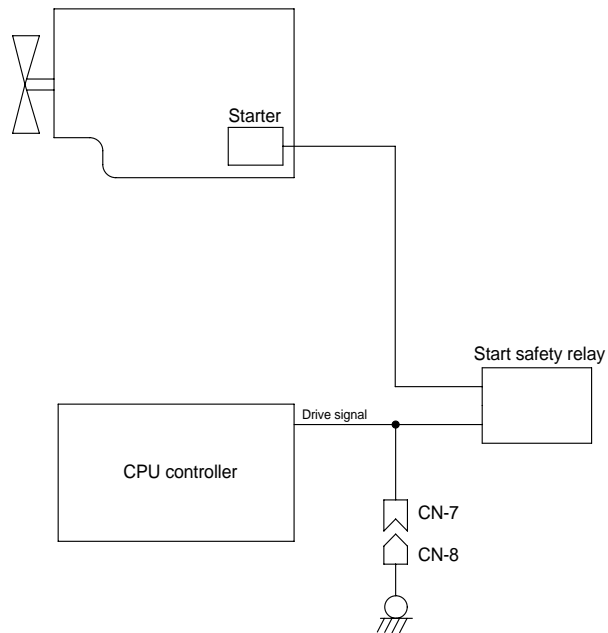 Starter
Start safety relay
Drive signal
CPU controller
CN-7
CN-8